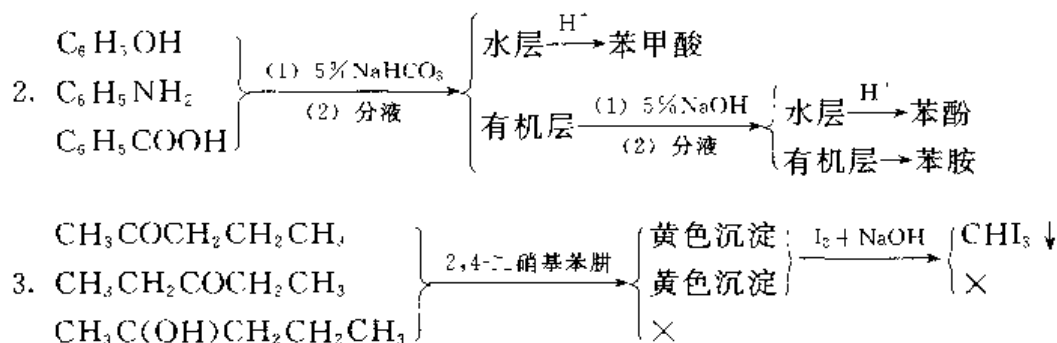 2. C₆H₅OH
C₆H₅NH₂
C₆H₅COOH
(1) 5%NaHCO₃
(2) 分液
水层 H⁺ 苯甲酸
有机层 (1) 5%NaOH
(2) 分液
水层 H⁺ 苯酚
有机层→苯胺
3. CH₃COCH₂CH₂CH₃
CH₃CH₂COCH₂CH₃
CH₃C(OH)CH₂CH₂CH₃
2,4-二硝基苯肼
黄色沉淀
黄色沉淀
×
I₂+NaOH
CHI₃↓
×